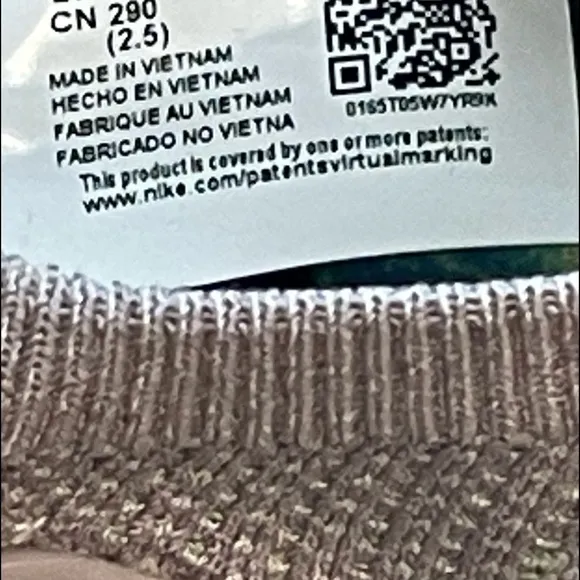 CN 290
(2.5)
MADE IN VIETNAM
HECHO EN VIETNAM
FABRIQUE AU VIETNAM
FABRICADO NO VIETNA
0165T05W7YR9X
This product is covered by one or more patents:
www.nike.com/patentsvirtualmarking